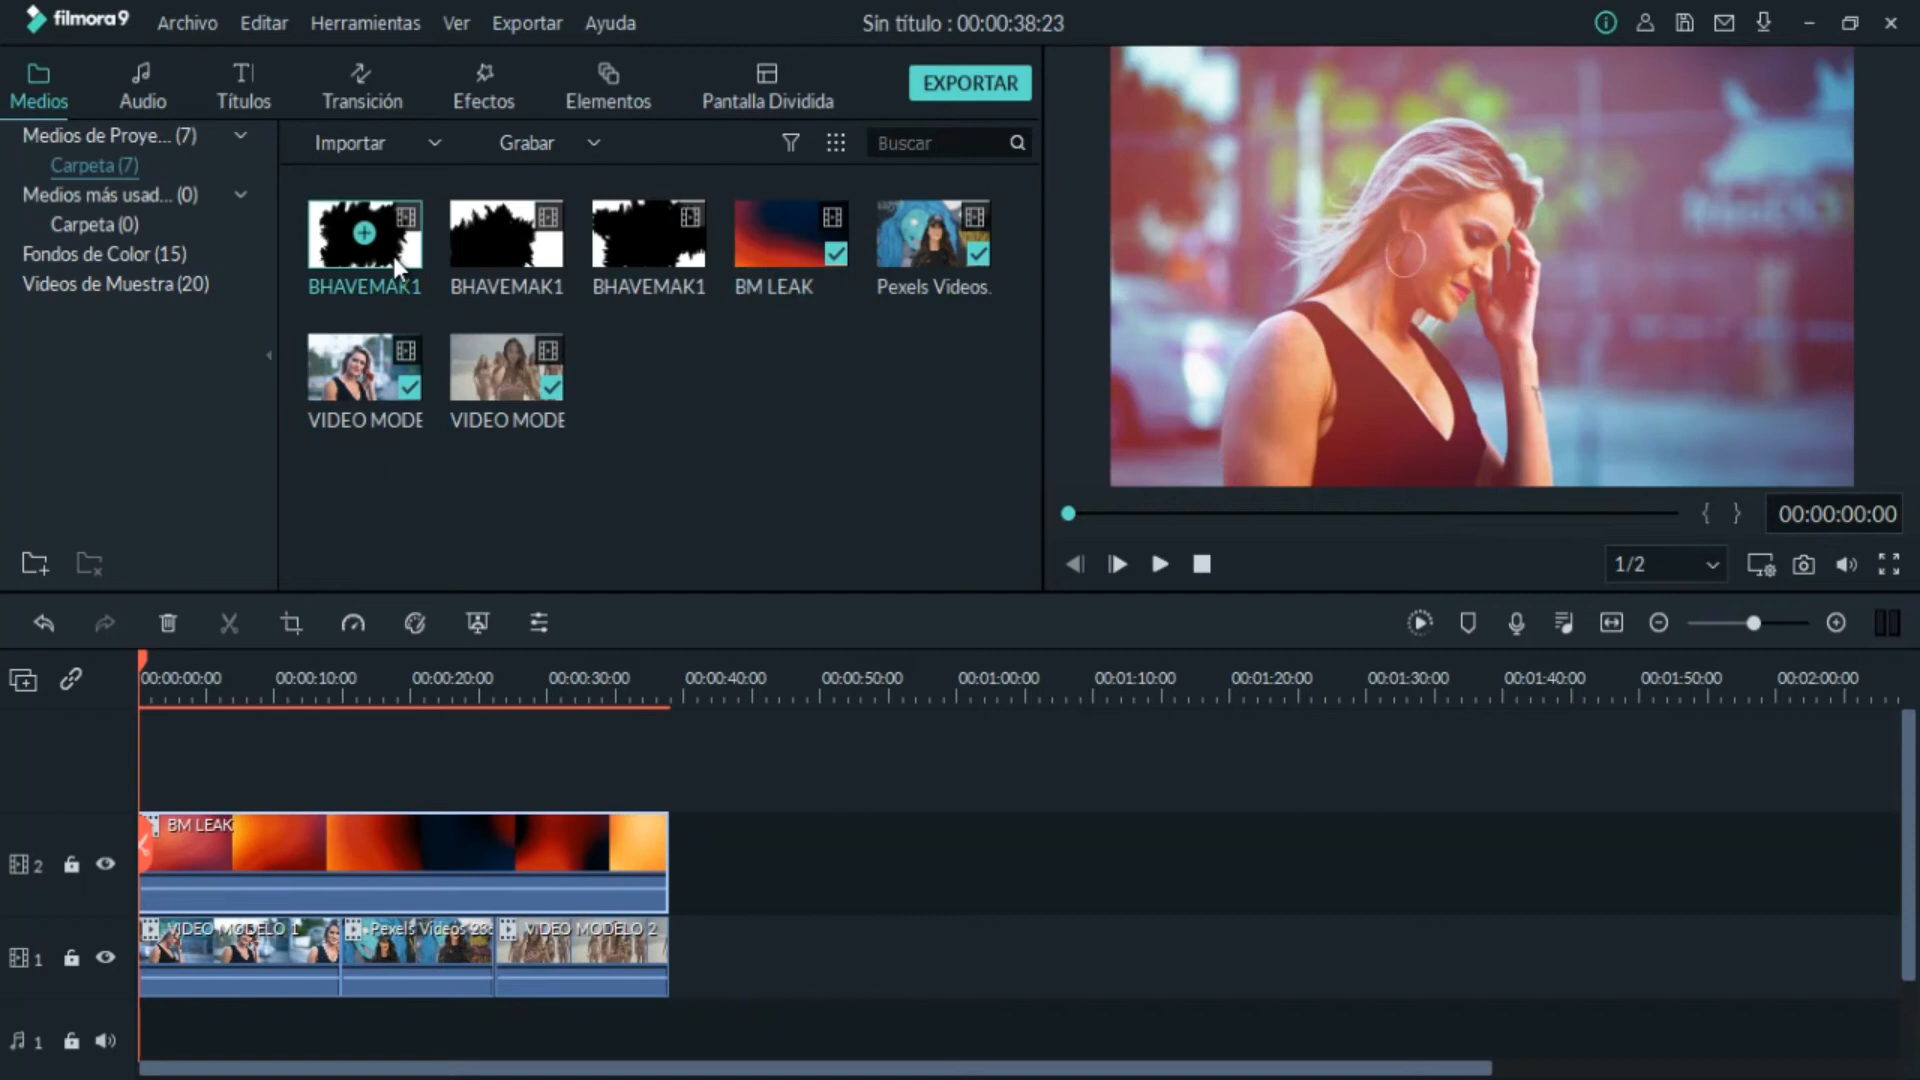 filmora9 Archivo Editar Herramientas Ver Exportar Ayuda Sin título : 00:00:38:23
Medios Audio Títulos Transición Efectos Elementos Pantalla Dividida EXPORTAR
Medios de Proye... (7)
Carpeta (7)
Medios más usad... (0)
Carpeta (0)
Fondos de Color (15)
Videos de Muestra (20)
Importar Grabar Buscar
BHAVEMAK1 BHAVEMAK1 BHAVEMAK1 BM LEAK Pexels Videos.
VIDEO MODE VIDEO MODE
{ } 00:00:00:00
1/2
00:00:00:00 00:00:10:00 00:00:20:00 00:00:30:00 00:00:40:00 00:00:50:00 00:01:00:00 00:01:10:00 00:01:20:00 00:01:30:00 00:01:40:00 00:01:50:00 00:02:00:00
BM LEAK
2
VIDEO MODELO 1 Pexels Videos 28 VIDEO MODELO 2
1
1